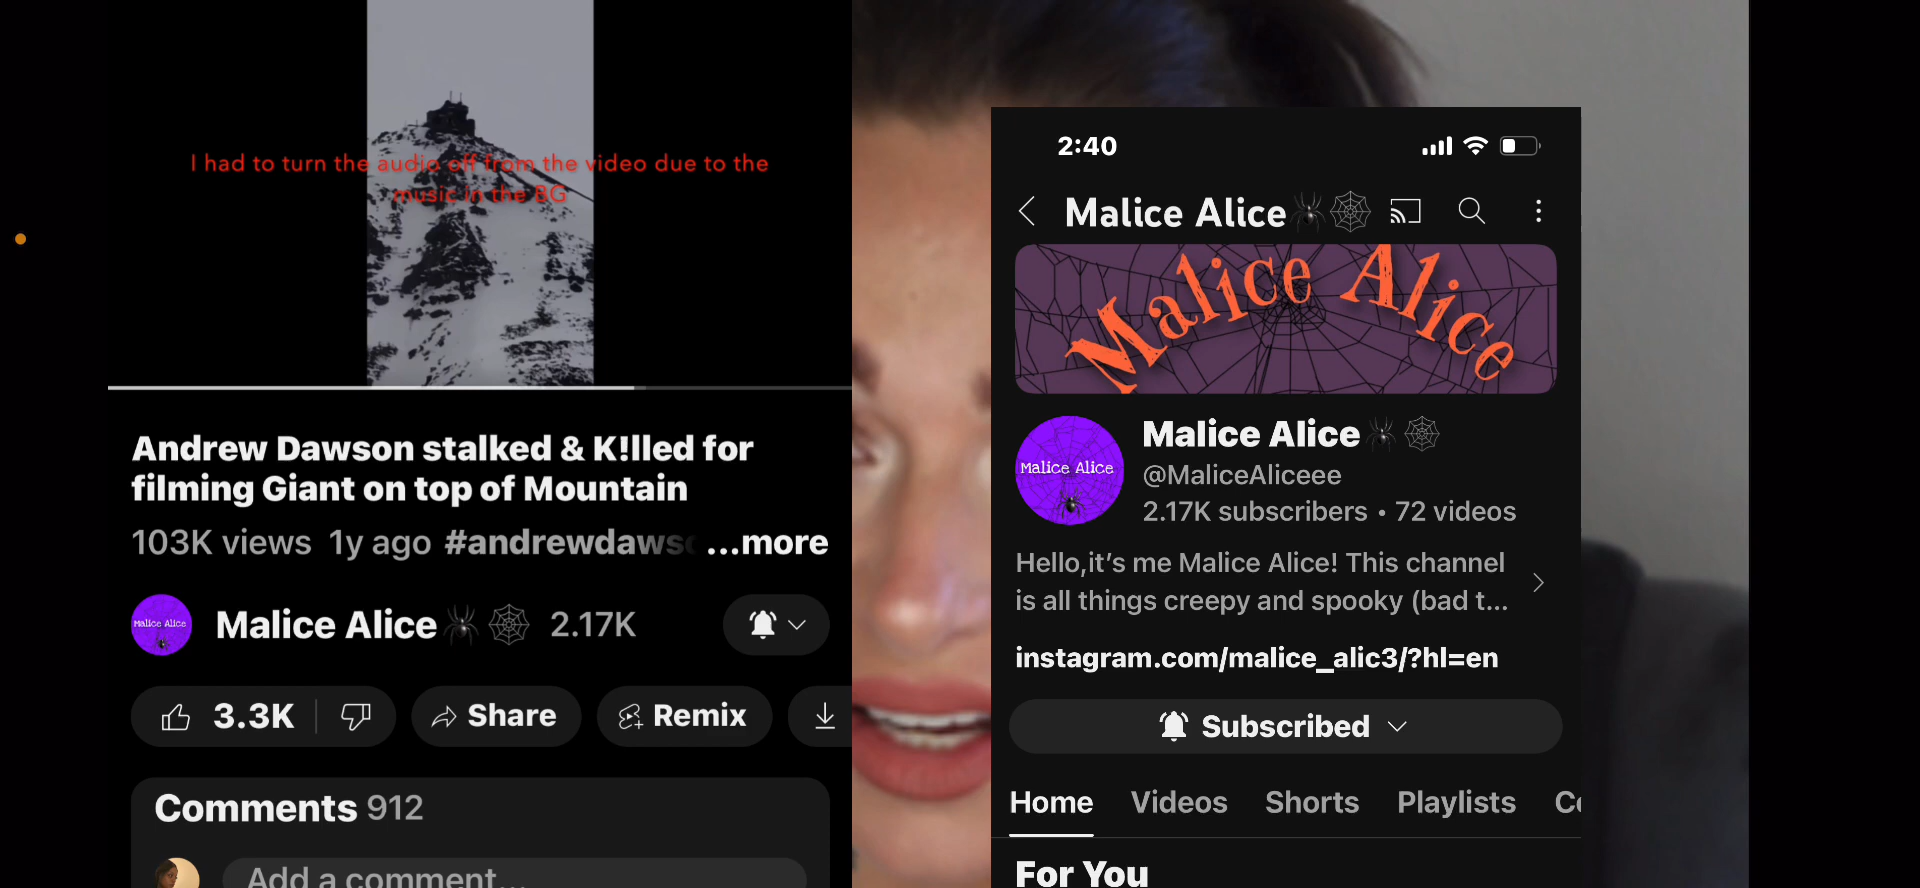 I had to turn the audio off from the video due to the
music in the BG
Andrew Dawson stalked & K!lled for
filming Giant on top of Mountain
103K views 1y ago #andrewdaws ...more
Malice Alice
Malice Alice 2.17K
3.3K Share Remix
Comments 912
Add a comment...
2:40
Malice Alice
Malice Alice
Malice Alice
Malice Alice
@MaliceAliceee
2.17K subscribers • 72 videos
Hello,it's me Malice Alice! This channel
is all things creepy and spooky (bad t...
instagram.com/malice_alic3/?hl=en
Subscribed
Home Videos Shorts Playlists
For You